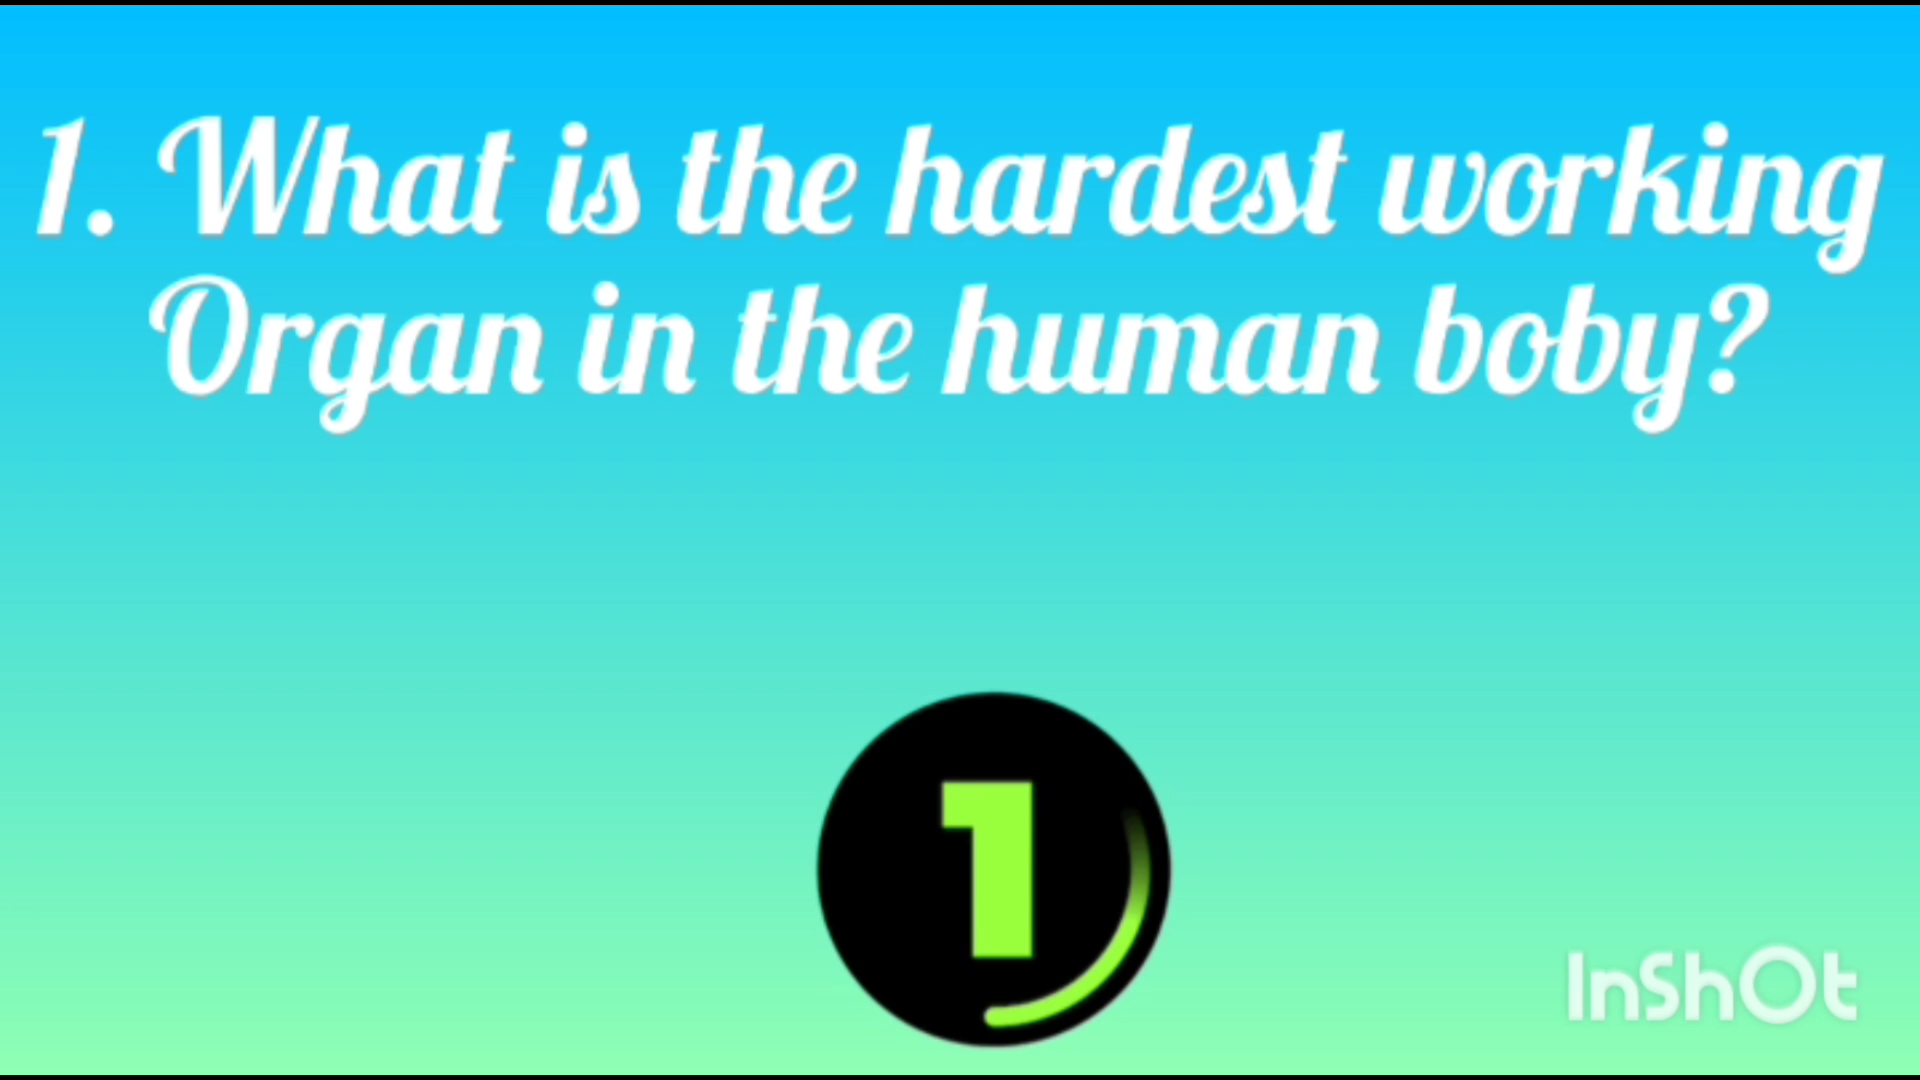 1. What is the hardest working
Organ in the human boby?
1
InShOt